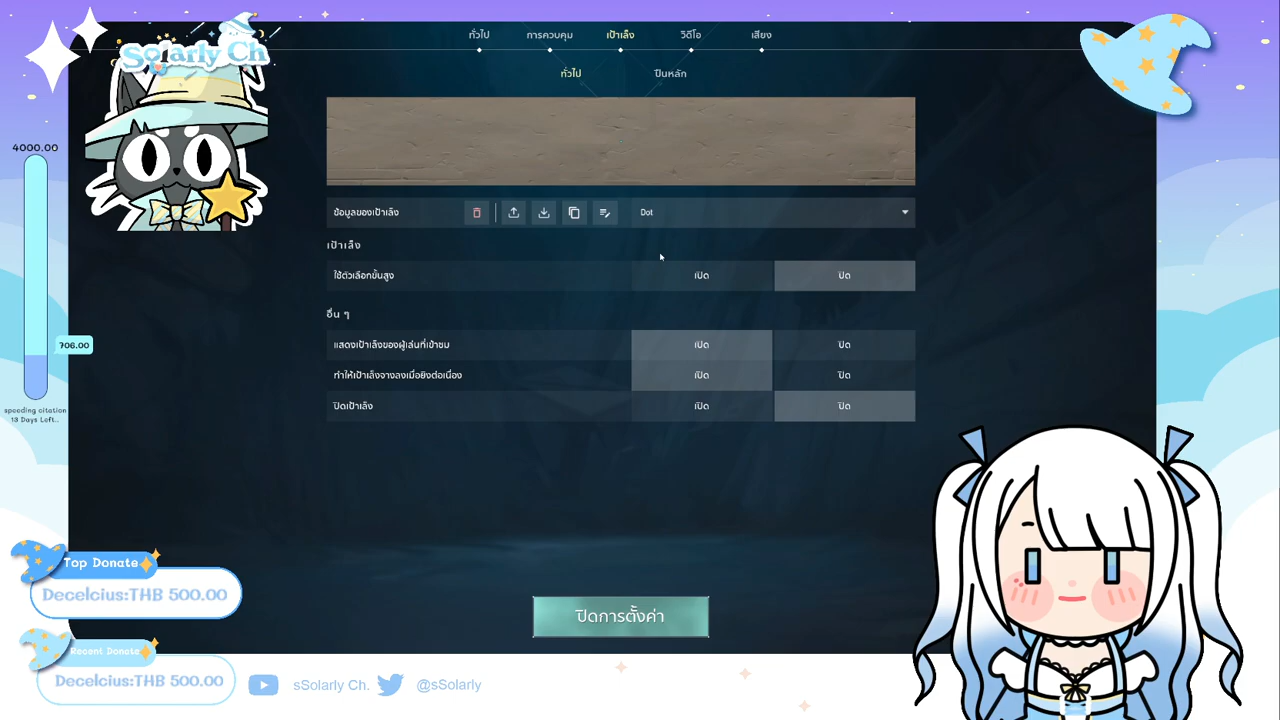 Solarly Ch
ทั่วไป
การควบคุม
เป้าเล็ง
วิดีโอ
เสียง
ทั่วไป
ปืนหลัก
4000.00
706.00
speeding citation
13 Days Left...
ข้อมูลของเป้าเล็ง
Dot
เป้าเล็ง
ใช้ตัวเลือกขั้นสูง
เปิด
ปิด
อื่น ๆ
แสดงเป้าเล็งของผู้เล่นที่เข้าชม
เปิด
ปิด
ทำให้เป้าเล็งจางลงเมื่อยิงต่อเนื่อง
เปิด
ปิด
ปิดเป้าเล็ง
เปิด
ปิด
ปิดการตั้งค่า
Top Donate
Decelcius:THB 500.00
Recent Donate
Decelcius:THB 500.00
sSolarly Ch.
@sSolarly